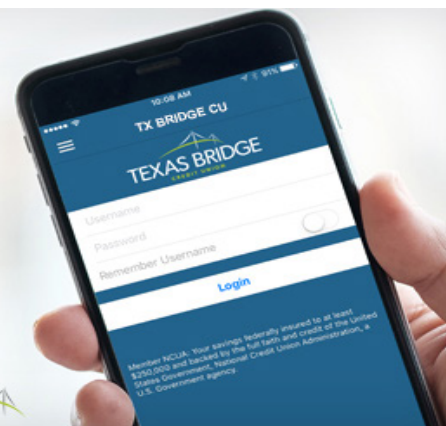 10:08 AM
91%
TX BRIDGE CU
TEXAS BRIDGE
CREDIT UNION
Username
Password
Remember Username
Login
Member NCUA: Your savings federally insured to at least
$250,000 and backed by the full faith and credit of the United
States Government, National Credit Union Administration, a
U.S. Government agency.